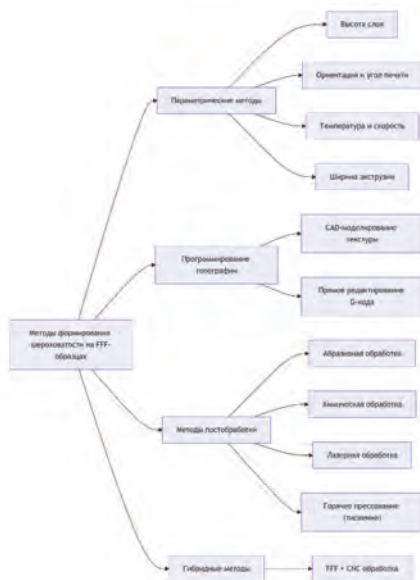 Высота слоя
Ориентация и угол печати
Параметрические методы
Температура и скорость
Ширина экструзии
CAD-моделирование
текстуры
Программирование
топографии
Прямое редактирование
G-кода
Методы формирования
шероховатости на FFF-
образцах
Абразивная обработка
Химическая обработка
Методы постобработки
Лазерная обработка
Горячее прессование
(тиснение)
Гибридные методы
FFF + CNC обработка